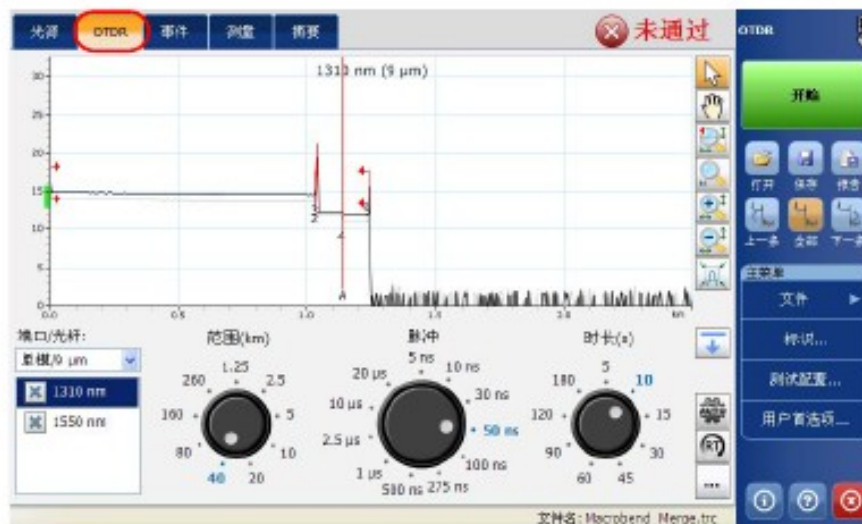 光源 OTDR 事件 测量 摘要
未通过
OTDR
1310 nm (9 µm)
开始
打开 保存 报告
上一条 全部 下一条
主菜单
文件
标识...
测试配置...
用户首选项...
30
25
20
15
10
5
0
0.0 0.5 1.0 1.5 2.0 km
端口/光纤:
单模/9 µm
1310 nm
1550 nm
范围(km)
1.25
2.5
5
10
20
40
80
160
260
脉冲
5 ns
10 ns
30 ns
50 ns
100 ns
275 ns
500 ns
1 µs
2.5 µs
10 µs
20 µs
时长(s)
5
10
15
30
45
60
90
120
180
RT
...
文件名: Macrobend_Merge.trc